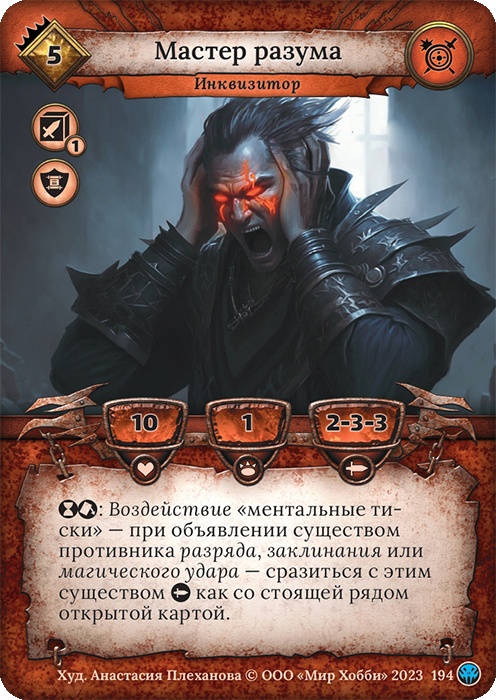 5
Мастер разума
Инквизитор
1
10
1
2-3-3
: Воздействие «ментальные ти-
ски» — при объявлении существом
противника разряда, заклинания или
магического удара — сразиться с этим
существом как со стоящей рядом
открытой картой.
Худ. Анастасия Плеханова © ООО «Мир Хобби» 2023 194